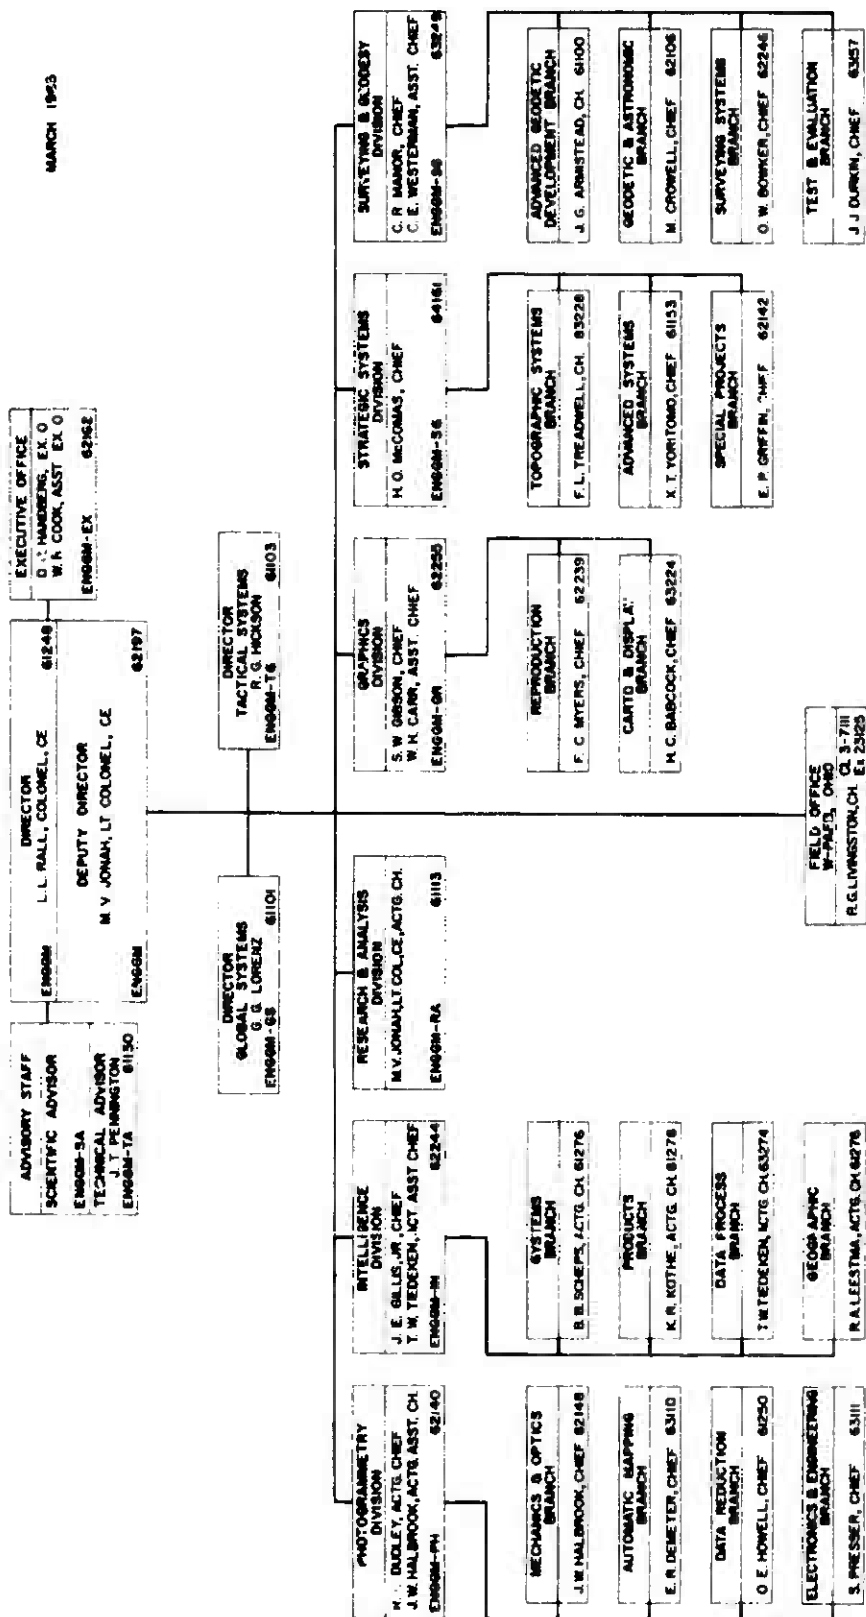 MARCH 1963
ADVISORY STAFF
SCIENTIFIC ADVISOR
ENGGM-SA
TECHNICAL ADVISOR
J. T. PENNINGTON
ENGGM-TA 61150
DIRECTOR
ENGGM L. L. RALL, COLONEL, CE 61248
DEPUTY DIRECTOR
M. V. JONAH, LT COLONEL, CE
ENGGM 62197
EXECUTIVE OFFICE
HANDBERG, EX. O
W. R. COOK, ASST EX. O
ENGGM-EX 62162
DIRECTOR
GLOBAL SYSTEMS
G. G. LORENZ
ENGGM-GS 61101
DIRECTOR
TACTICAL SYSTEMS
R. G. HICKSON
ENGGM-TG 61103
PHOTOGRAMMETRY
DIVISION
DUDLEY, ACTG. CHIEF
J. W. HALBROOK, ACTG. ASST. CH.
ENGGM-PH 62140
INTELLIGENCE
DIVISION
J. E. GILLIS, JR., CHIEF
T. W. TIEDEKEN, ACT ASST CHIEF
ENGGM-IN 62244
RESEARCH & ANALYSIS
DIVISION
M.V. JONAH, LT COL, CE, ACTG. CH.
ENGGM-RA 61113
GRAPHICS
DIVISION
S. W. GIBSON, CHIEF
W. H. CARR, ASST. CHIEF
ENGGM-GR 62255
STRATEGIC SYSTEMS
DIVISION
H. O. McCOMAS, CHIEF
ENGGM-SG 64161
SURVEYING & GEODESY
DIVISION
C. R. MANOR, CHIEF
C. E. WESTERMAN, ASST. CHIEF
ENGGM-SG 63249
MECHANICS & OPTICS
BRANCH
J. W. HALBROOK, CHIEF 62148
AUTOMATIC MAPPING
BRANCH
E. R. DEMETER, CHIEF 63110
DATA REDUCTION
BRANCH
O. E. HOWELL, CHIEF 61250
ELECTRONICS & ENGINEERING
BRANCH
S. PRESSER, CHIEF 63111
SYSTEMS
BRANCH
B. B. SCHEPS, ACTG. CH. 61276
PRODUCTS
BRANCH
K. R. KOTHE, ACTG. CH. 61278
DATA PROCESS
BRANCH
T.W. TIEDEKEN, ACTG. CH. 63274
GEOGRAPHIC
BRANCH
R.A. LEESTMA, ACTG. CH. 61276
REPRODUCTION
BRANCH
F. C. MYERS, CHIEF 62239
CARTO & DISPLAY
BRANCH
H. C. BABCOCK, CHIEF 63224
TOPOGRAPHIC SYSTEMS
BRANCH
F. L. TREADWELL, CH. 63228
ADVANCED SYSTEMS
BRANCH
K. T. YORITOMO, CHIEF 61153
SPECIAL PROJECTS
BRANCH
E. P. GRIFFIN, CHIEF 62142
ADVANCED GEODETIC
DEVELOPMENT BRANCH
J. G. ARMSTEAD, CH. 61100
GEODETIC & ASTRONOMIC
BRANCH
M. CROWELL, CHIEF 62106
SURVEYING SYSTEMS
BRANCH
O. W. BOWKER, CHIEF 62246
TEST & EVALUATION
BRANCH
J. J. DURKIN, CHIEF 63157
FIELD OFFICE
W-PAFB, OHIO
R.G. LIVINGSTON, CH. CL 3-7111
Ex 23125